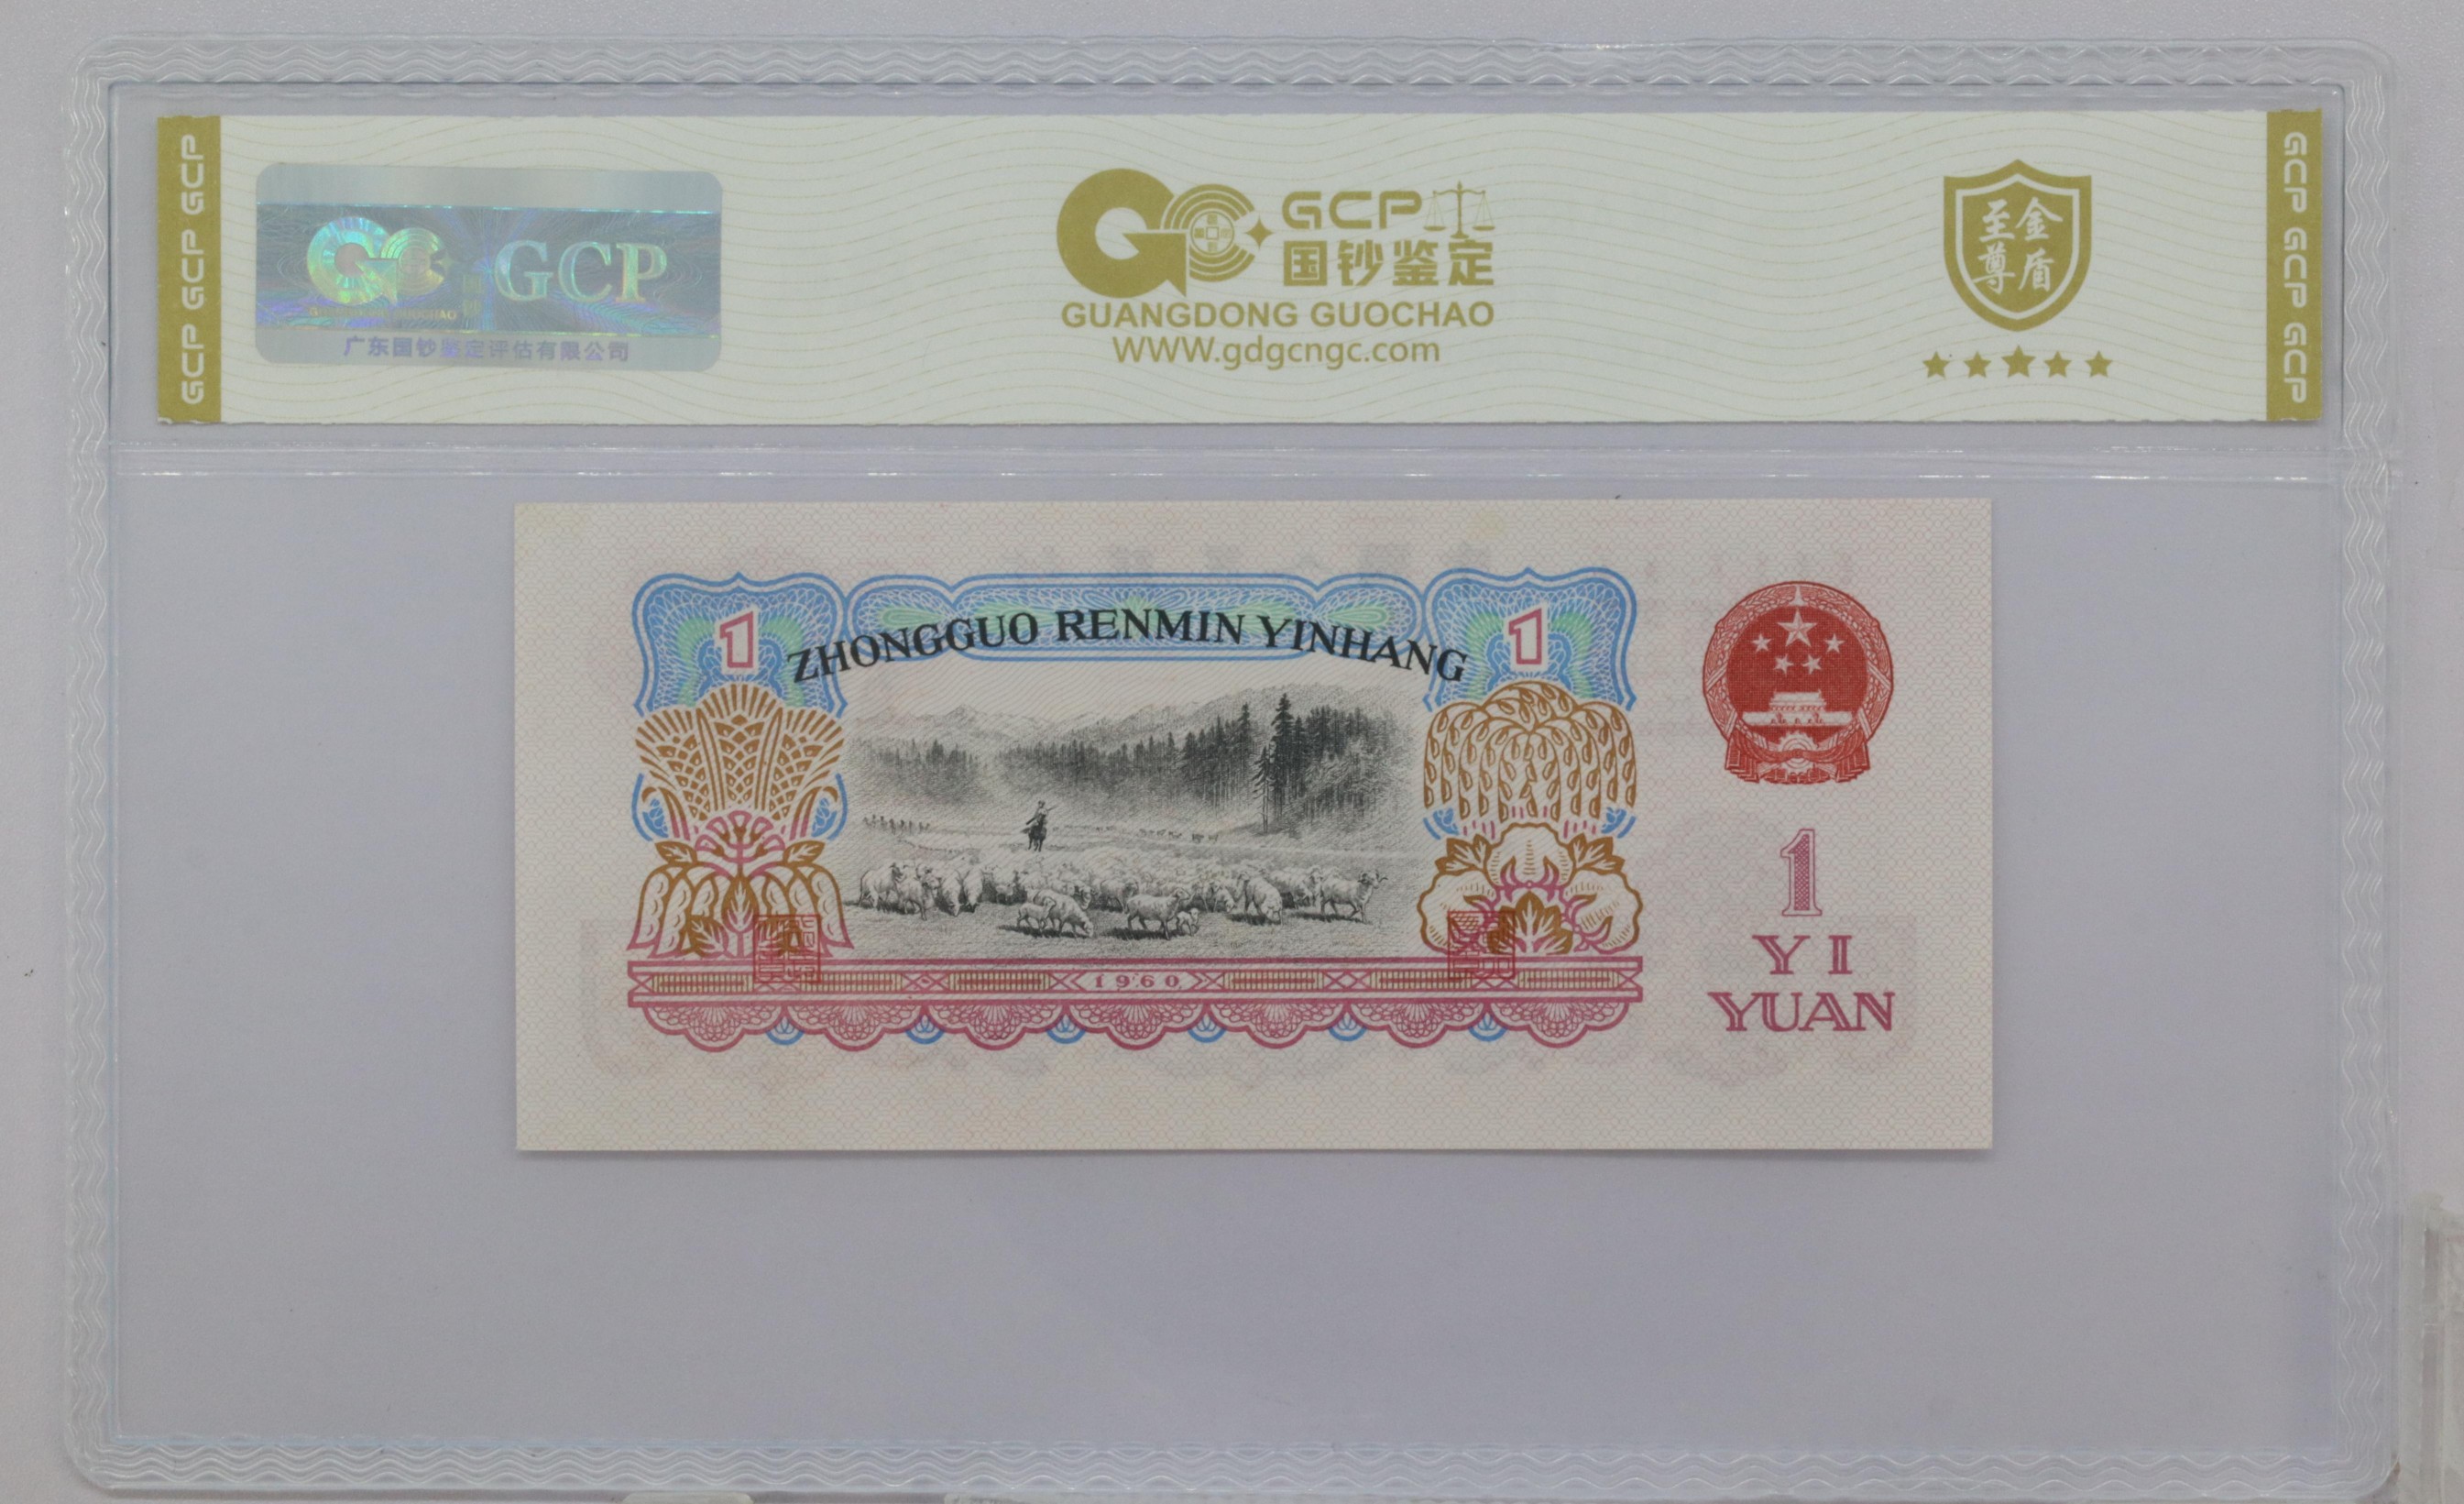 GCP GCP GCP
GCP
GUANGDONG GUOCHAO
广东国钞鉴定评估有限公司
GCP
国钞鉴定
GUANGDONG GUOCHAO
WWW.gdgcngc.com
至尊金盾
GCP GCP GCP
1
ZHONGGUO RENMIN YINHANG
1
1960
1
YI
YUAN